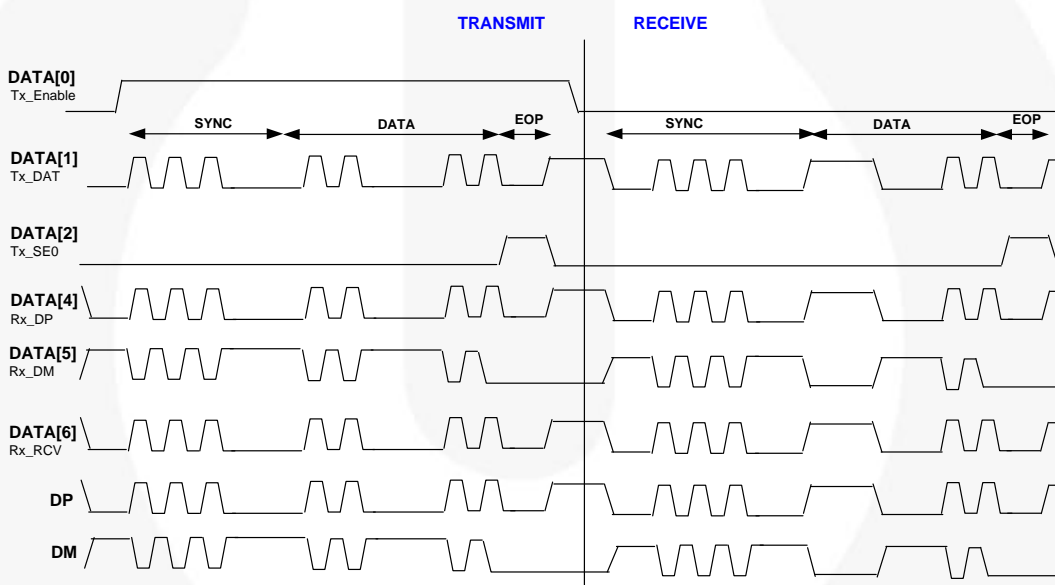 TRANSMIT RECEIVE
DATA[0]
Tx_Enable
SYNC DATA EOP SYNC DATA EOP
DATA[1]
Tx_DAT
DATA[2]
Tx_SE0
DATA[4]
Rx_DP
DATA[5]
Rx_DM
DATA[6]
Rx_RCV
DP
DM